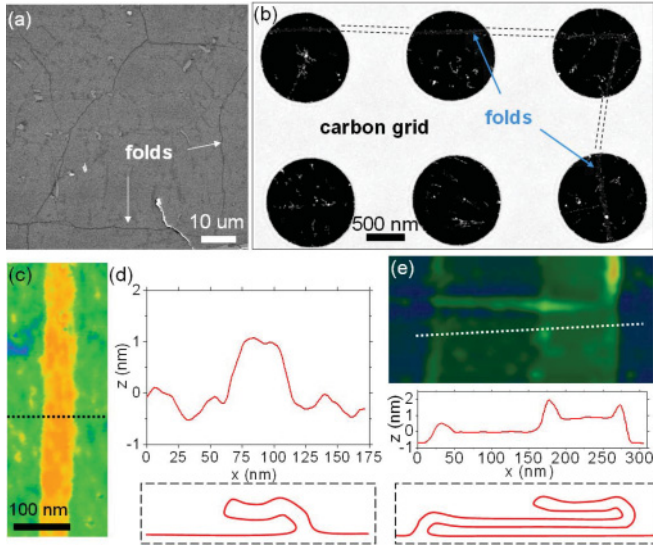 (a)
folds
10 um
(b)
carbon grid
folds
500 nm
(c)
100 nm
(d)
2
1
0
-1
z (nm)
0 25 50 75 100 125 150 175
x (nm)
(e)
2
1
0
-1
z (nm)
0 50 100 150 200 250 300
x (nm)